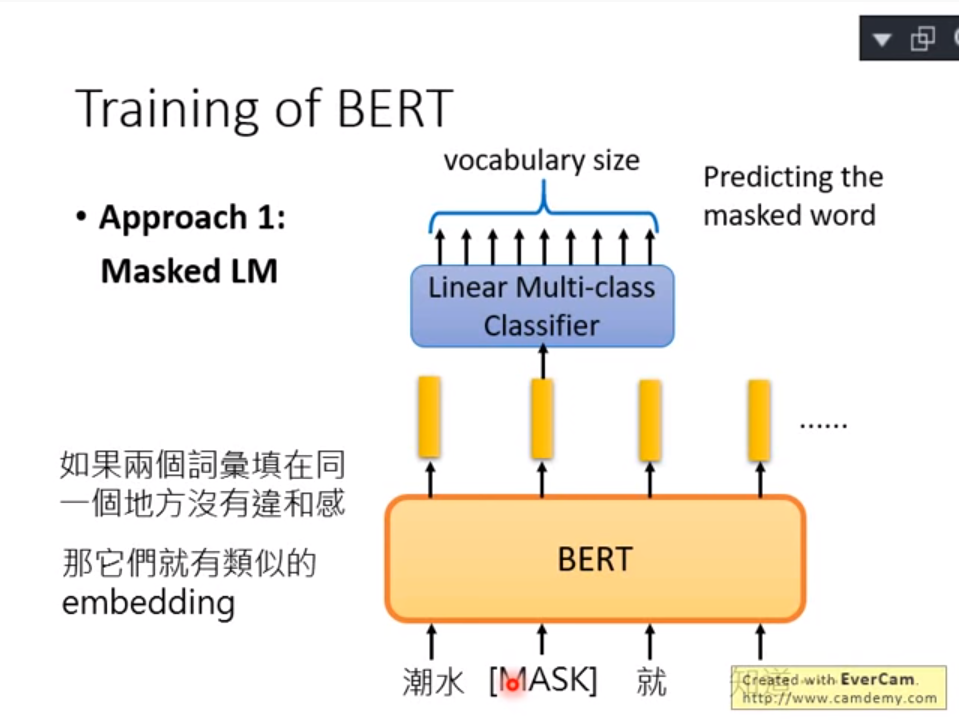 Training of BERT
• Approach 1:
Masked LM
vocabulary size
Predicting the
masked word
Linear Multi-class
Classifier
......
如果兩個詞彙填在同
一個地方沒有違和感
那它們就有類似的
embedding
BERT
潮水 [MASK] 就
Created with EverCam.
http://www.camdemy.com